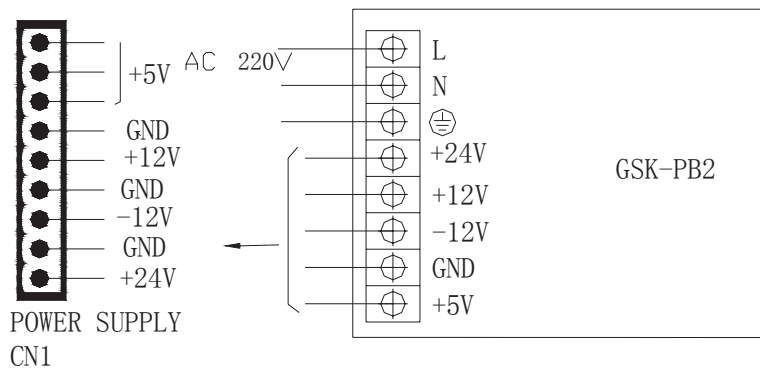 +5V
GND
+12V
GND
-12V
GND
+24V
POWER SUPPLY
CN1
AC 220V
L
N
+24V
+12V
-12V
GND
+5V
GSK-PB2